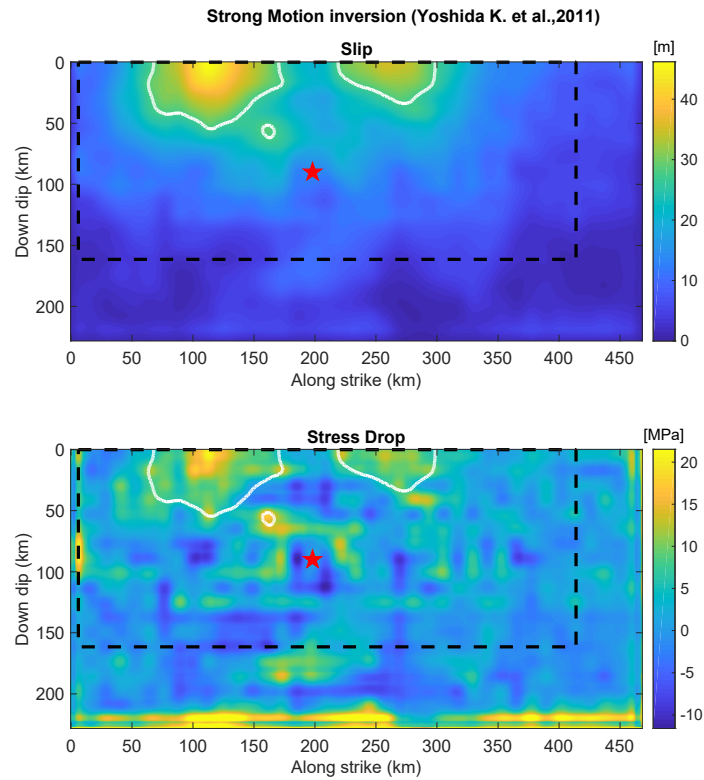 Strong Motion inversion (Yoshida K. et al.,2011)
Slip
[m]
0
50
100
150
200
Down dip (km)
0 50 100 150 200 250 300 350 400 450
Along strike (km)
40
30
20
10
0
Stress Drop
[MPa]
0
50
100
150
200
Down dip (km)
0 50 100 150 200 250 300 350 400 450
Along strike (km)
20
15
10
5
0
-5
-10